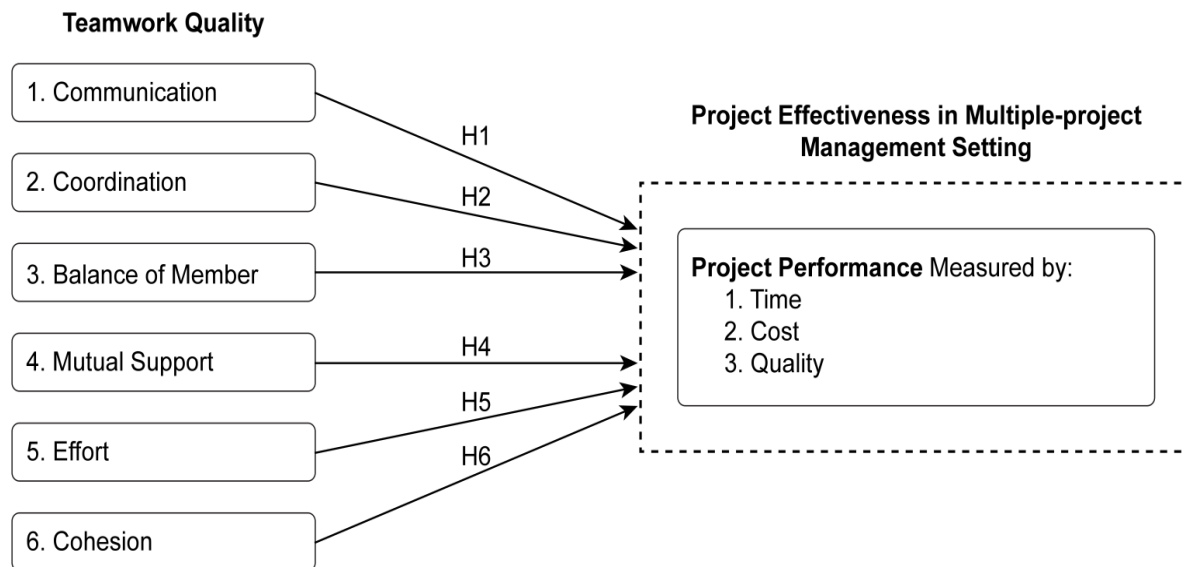 Teamwork Quality
1. Communication
2. Coordination
3. Balance of Member
4. Mutual Support
5. Effort
6. Cohesion
H1
H2
H3
H4
H5
H6
Project Effectiveness in Multiple-project
Management Setting
Project Performance Measured by:
1. Time
2. Cost
3. Quality